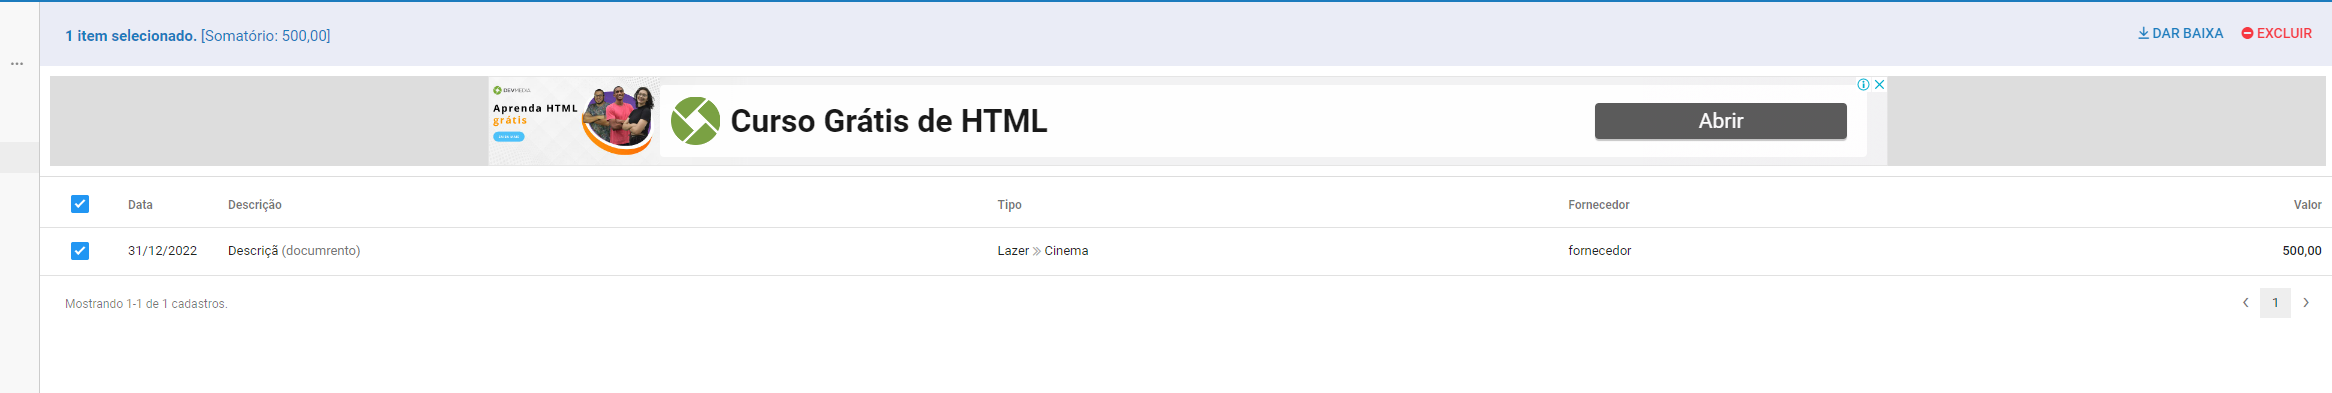 1 item selecionado. [Somatório: 500,00]
DAR BAIXA
EXCLUIR
...
DEVMEDIA
Aprenda HTML
grátis
Curso Grátis de HTML
Abrir
Data Descrição Tipo Fornecedor Valor
31/12/2022 Descriçã (documrento) Lazer » Cinema fornecedor 500,00
Mostrando 1-1 de 1 cadastros.
‹ 1 ›